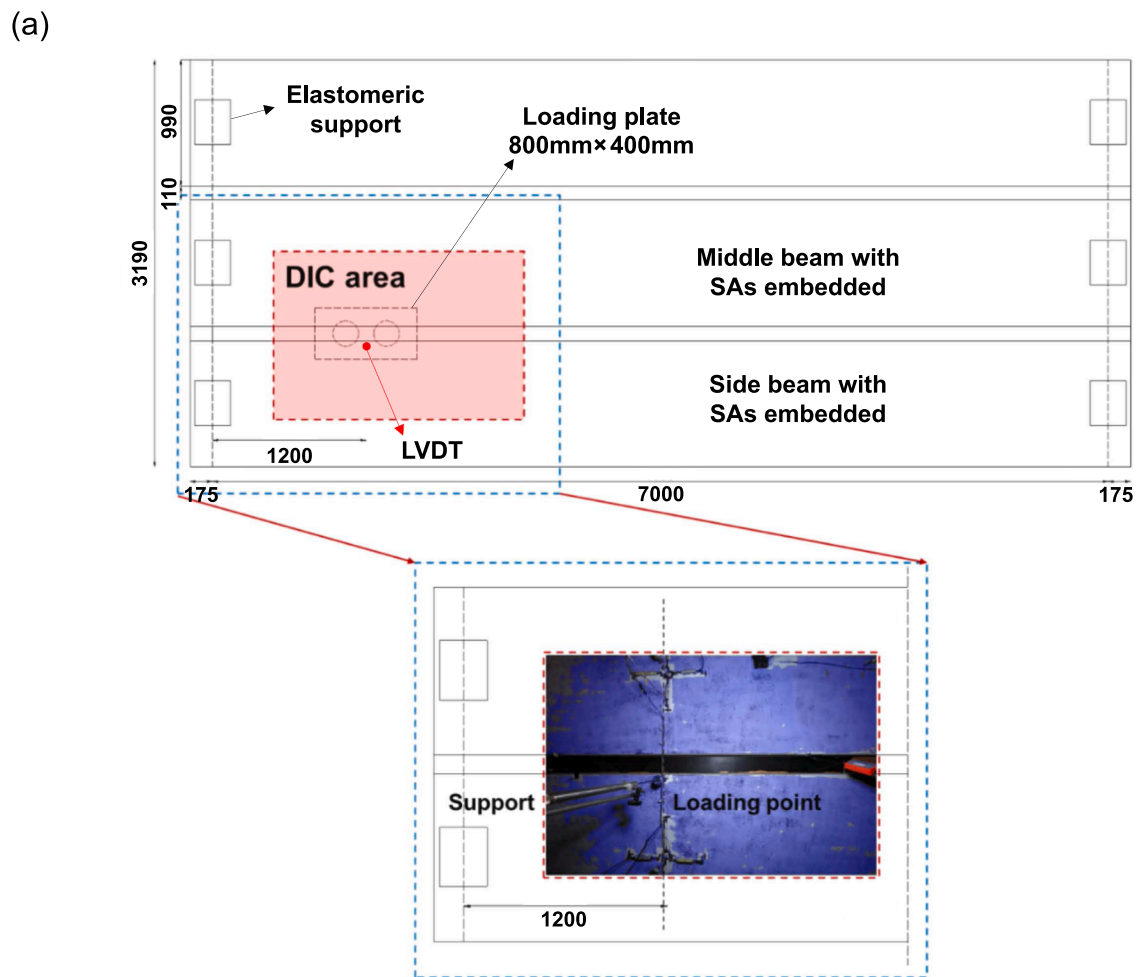 (a)
Elastomeric
support
Loading plate
800mm×400mm
990
110
3190
DIC area
Middle beam with
SAs embedded
Side beam with
SAs embedded
1200
LVDT
175
7000
175
Support
Loading point
1200